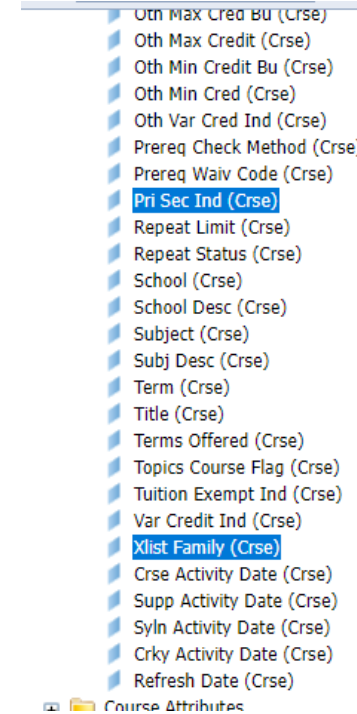 Oth Max Cred Bu (Crse)
Oth Max Credit (Crse)
Oth Min Credit Bu (Crse)
Oth Min Cred (Crse)
Oth Var Cred Ind (Crse)
Prereq Check Method (Crse)
Prereq Waiv Code (Crse)
Pri Sec Ind (Crse)
Repeat Limit (Crse)
Repeat Status (Crse)
School (Crse)
School Desc (Crse)
Subject (Crse)
Subj Desc (Crse)
Term (Crse)
Title (Crse)
Terms Offered (Crse)
Topics Course Flag (Crse)
Tuition Exempt Ind (Crse)
Var Credit Ind (Crse)
Xlist Family (Crse)
Crse Activity Date (Crse)
Supp Activity Date (Crse)
Syln Activity Date (Crse)
Crky Activity Date (Crse)
Refresh Date (Crse)
Course Attributes